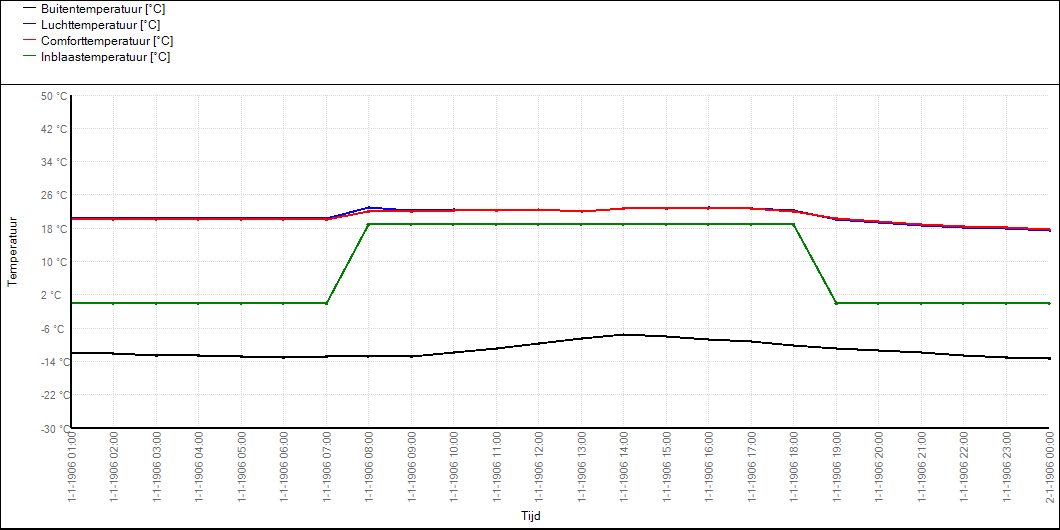 Buitentemperatuur [°C]
Luchttemperatuur [°C]
Comforttemperatuur [°C]
Inblaastemperatuur [°C]
50 °C
42 °C
34 °C
26 °C
18 °C
10 °C
2 °C
-6 °C
-14 °C
-22 °C
-30 °C
Temperatuur
1-1-1906 01:00
1-1-1906 02:00
1-1-1906 03:00
1-1-1906 04:00
1-1-1906 05:00
1-1-1906 06:00
1-1-1906 07:00
1-1-1906 08:00
1-1-1906 09:00
1-1-1906 10:00
1-1-1906 11:00
1-1-1906 12:00
1-1-1906 13:00
1-1-1906 14:00
1-1-1906 15:00
1-1-1906 16:00
1-1-1906 17:00
1-1-1906 18:00
1-1-1906 19:00
1-1-1906 20:00
1-1-1906 21:00
1-1-1906 22:00
1-1-1906 23:00
2-1-1906 00:00
Tijd